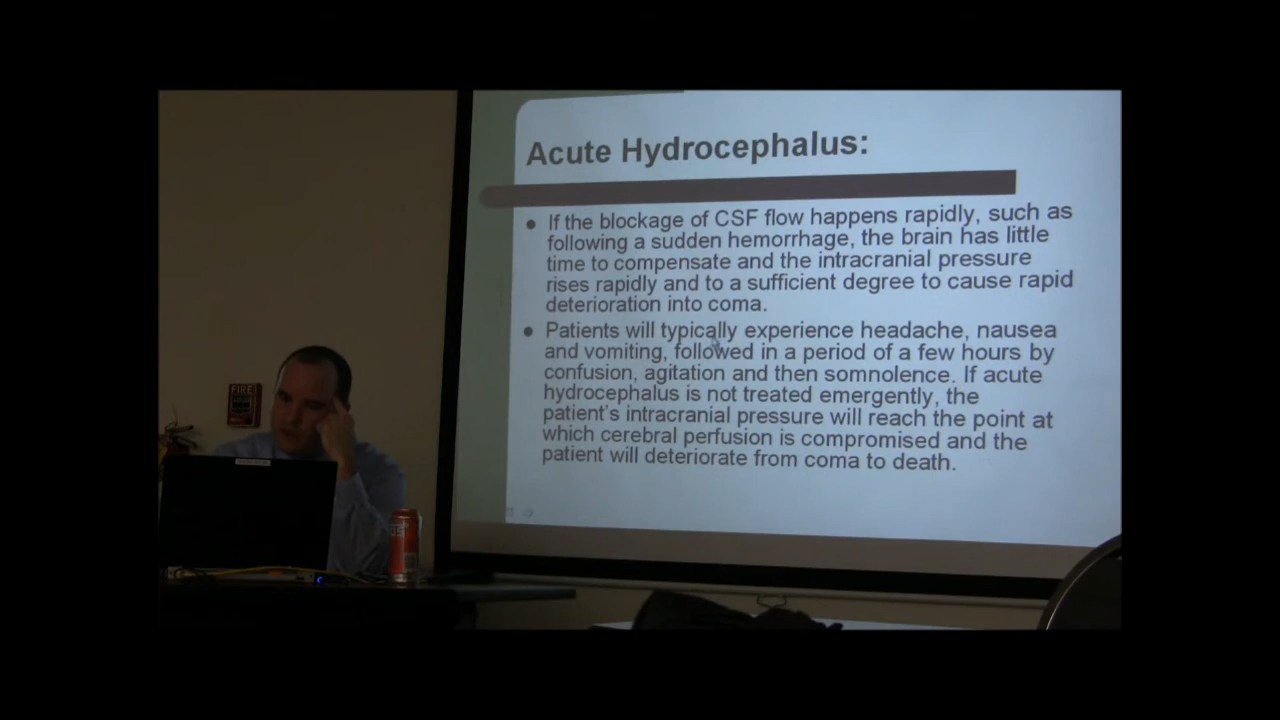 Acute Hydrocephalus:
● If the blockage of CSF flow happens rapidly, such as
following a sudden hemorrhage, the brain has little
time to compensate and the intracranial pressure
rises rapidly and to a sufficient degree to cause rapid
deterioration into coma.
● Patients will typically experience headache, nausea
and vomiting, followed in a period of a few hours by
confusion, agitation and then somnolence. If acute
hydrocephalus is not treated emergently, the
patient's intracranial pressure will reach the point at
which cerebral perfusion is compromised and the
patient will deteriorate from coma to death.
FIRE